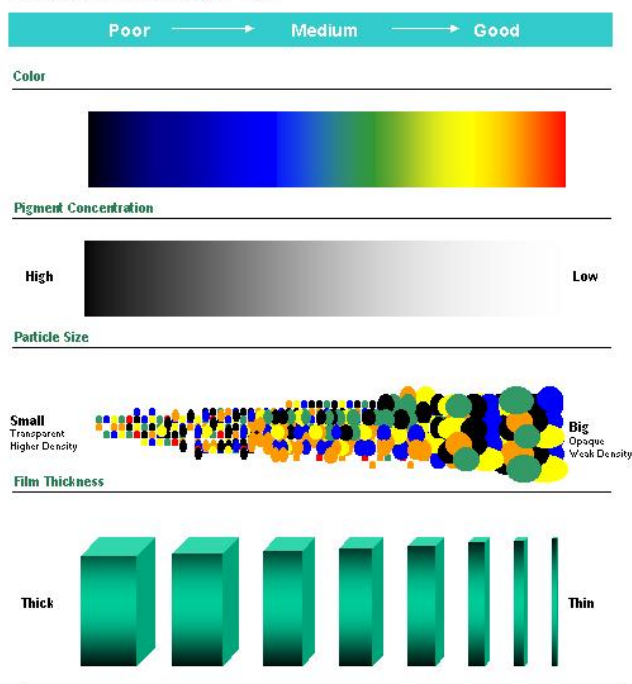 Poor Medium Good
Color
Pigment Concentration
High Low
Particle Size
Small
Transparent
Higher Density
Big
Opaque
Weak Density
Film Thickness
Thick Thin